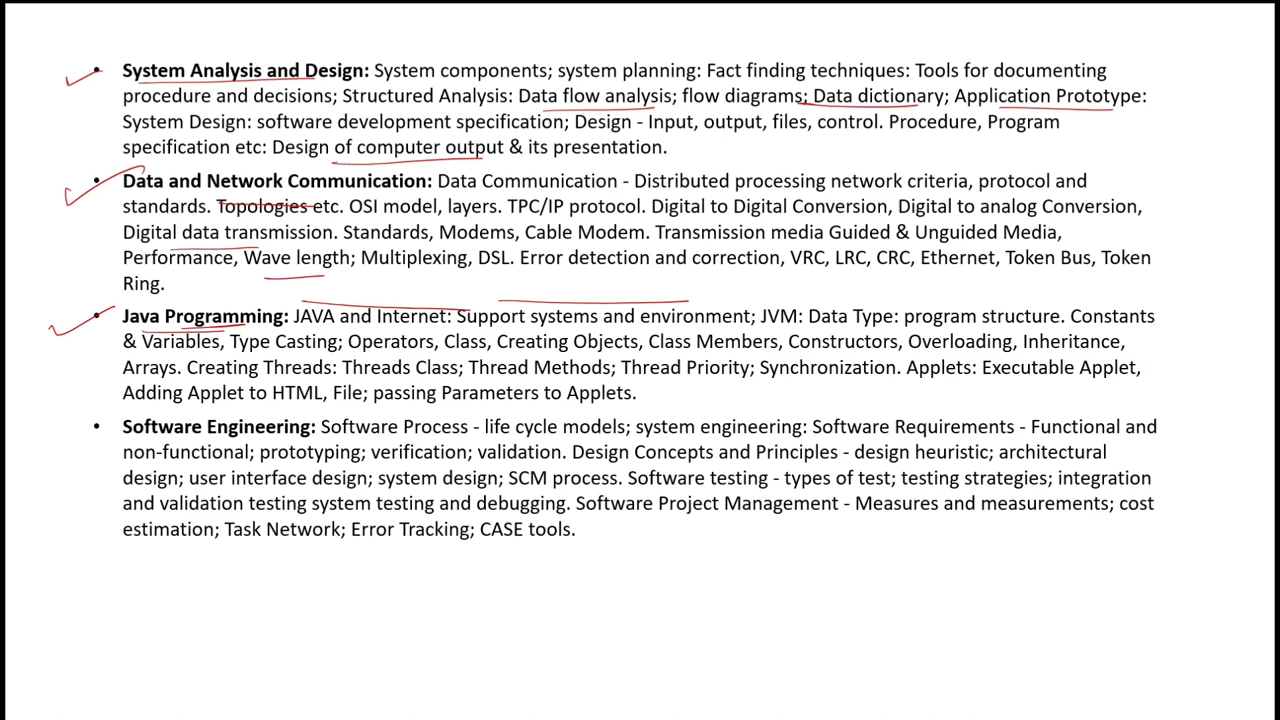 • System Analysis and Design: System components; system planning: Fact finding techniques: Tools for documenting
procedure and decisions; Structured Analysis: Data flow analysis; flow diagrams; Data dictionary; Application Prototype:
System Design: software development specification; Design - Input, output, files, control. Procedure, Program
specification etc: Design of computer output & its presentation.
• Data and Network Communication: Data Communication - Distributed processing network criteria, protocol and
standards. Topologies etc. OSI model, layers. TPC/IP protocol. Digital to Digital Conversion, Digital to analog Conversion,
Digital data transmission. Standards, Modems, Cable Modem. Transmission media Guided & Unguided Media,
Performance, Wave length; Multiplexing, DSL. Error detection and correction, VRC, LRC, CRC, Ethernet, Token Bus, Token
Ring.
• Java Programming: JAVA and Internet: Support systems and environment; JVM: Data Type: program structure. Constants
& Variables, Type Casting; Operators, Class, Creating Objects, Class Members, Constructors, Overloading, Inheritance,
Arrays. Creating Threads: Threads Class; Thread Methods; Thread Priority; Synchronization. Applets: Executable Applet,
Adding Applet to HTML, File; passing Parameters to Applets.
• Software Engineering: Software Process - life cycle models; system engineering: Software Requirements - Functional and
non-functional; prototyping; verification; validation. Design Concepts and Principles - design heuristic; architectural
design; user interface design; system design; SCM process. Software testing - types of test; testing strategies; integration
and validation testing system testing and debugging. Software Project Management - Measures and measurements; cost
estimation; Task Network; Error Tracking; CASE tools.